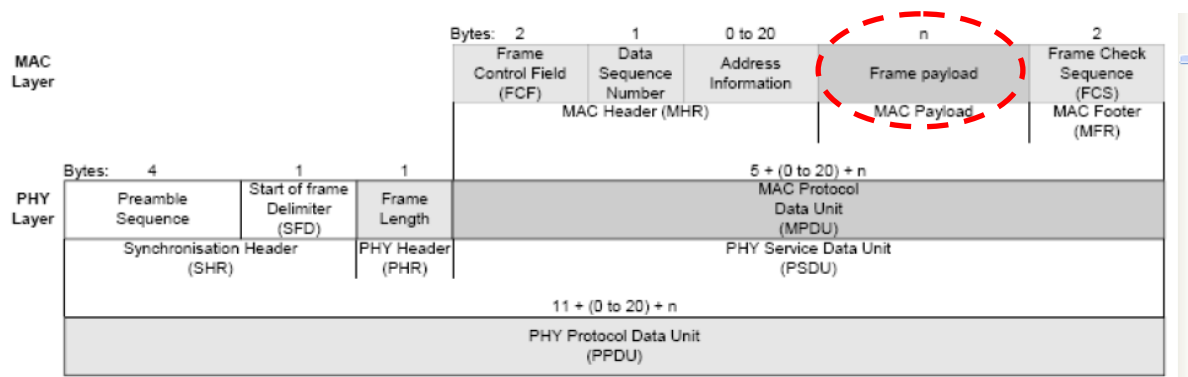 Bytes: 2 1 0 to 20 n 2
MAC Layer
Frame Control Field (FCF)
Data Sequence Number
Address Information
Frame payload
Frame Check Sequence (FCS)
MAC Header (MHR)
MAC Payload
MAC Footer (MFR)
Bytes: 4 1 1 5 + (0 to 20) + n
PHY Layer
Preamble Sequence
Start of frame Delimiter (SFD)
Frame Length
MAC Protocol Data Unit (MPDU)
Synchronisation Header (SHR)
PHY Header (PHR)
PHY Service Data Unit (PSDU)
11 + (0 to 20) + n
PHY Protocol Data Unit (PPDU)